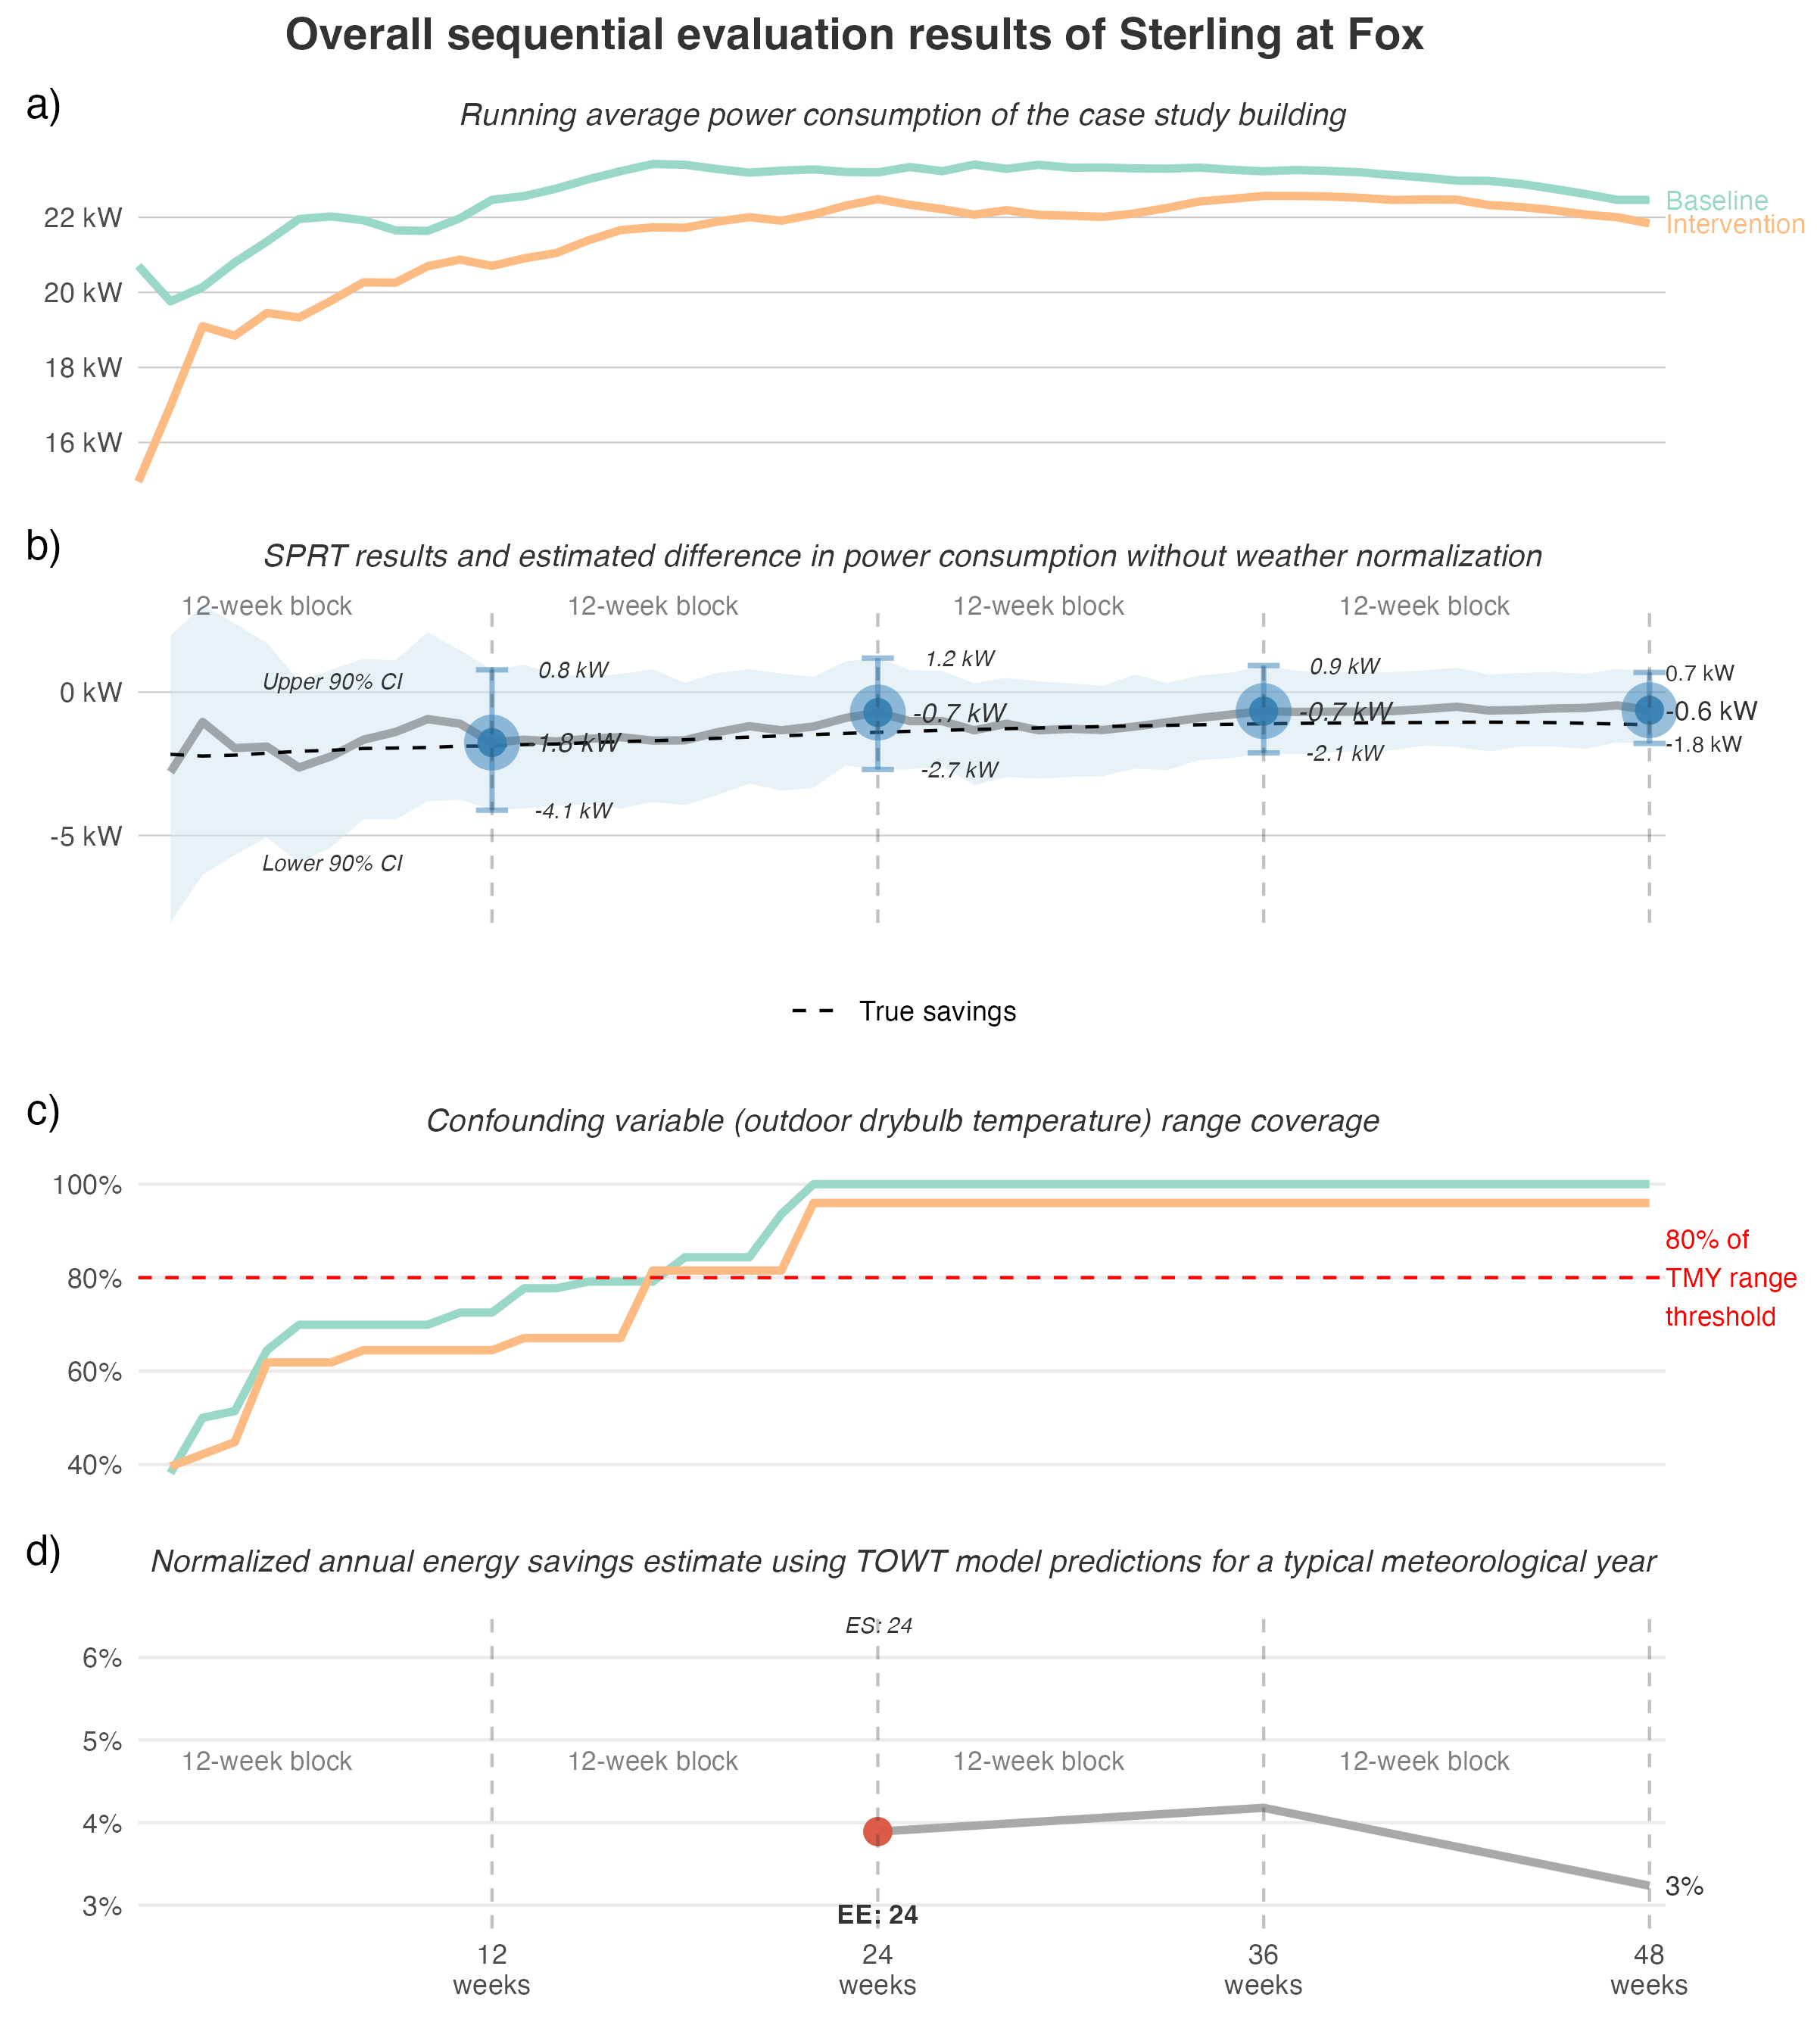 Overall sequential evaluation results of Sterling at Fox
a)
Running average power consumption of the case study building
Baseline
Intervention
22 kW
20 kW
18 kW
16 kW
b)
SPRT results and estimated difference in power consumption without weather normalization
12-week block
12-week block
12-week block
12-week block
0.8 kW
1.2 kW
0.9 kW
0.7 kW
Upper 90% CI
0 kW
-1.8 kW
-0.7 kW
-0.7 kW
-0.6 kW
-4.1 kW
-2.7 kW
-2.1 kW
-1.8 kW
-5 kW
Lower 90% CI
True savings
c)
Confounding variable (outdoor drybulb temperature) range coverage
100%
80%
60%
40%
80% of
TMY range
threshold
d)
Normalized annual energy savings estimate using TOWT model predictions for a typical meteorological year
ES: 24
6%
5%
12-week block
12-week block
12-week block
12-week block
4%
3%
3%
EE: 24
12
weeks
24
weeks
36
weeks
48
weeks